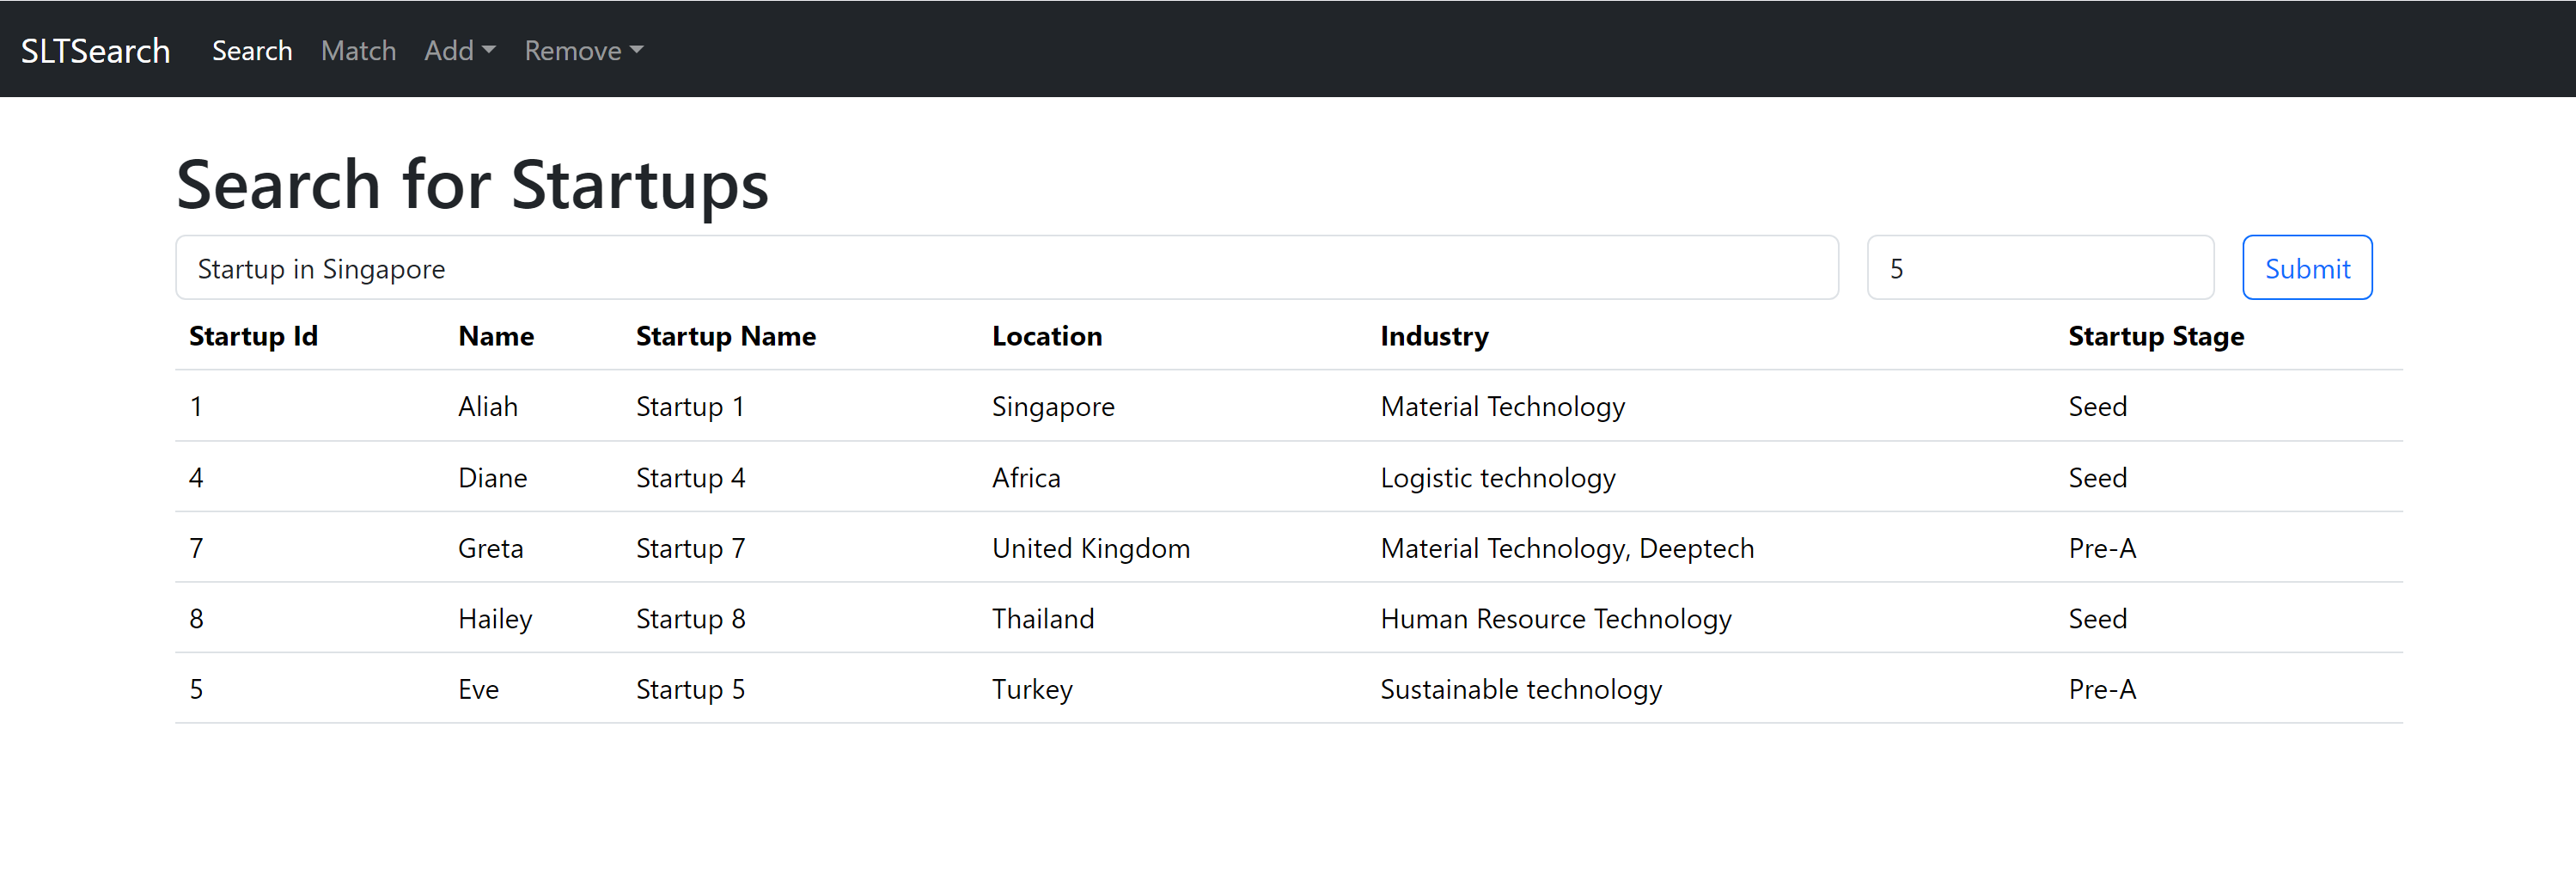 SLTSearch Search Match Add Remove
Search for Startups
Startup in Singapore 5 Submit
Startup Id Name Startup Name Location Industry Startup Stage
1 Aliah Startup 1 Singapore Material Technology Seed
4 Diane Startup 4 Africa Logistic technology Seed
7 Greta Startup 7 United Kingdom Material Technology, Deeptech Pre-A
8 Hailey Startup 8 Thailand Human Resource Technology Seed
5 Eve Startup 5 Turkey Sustainable technology Pre-A